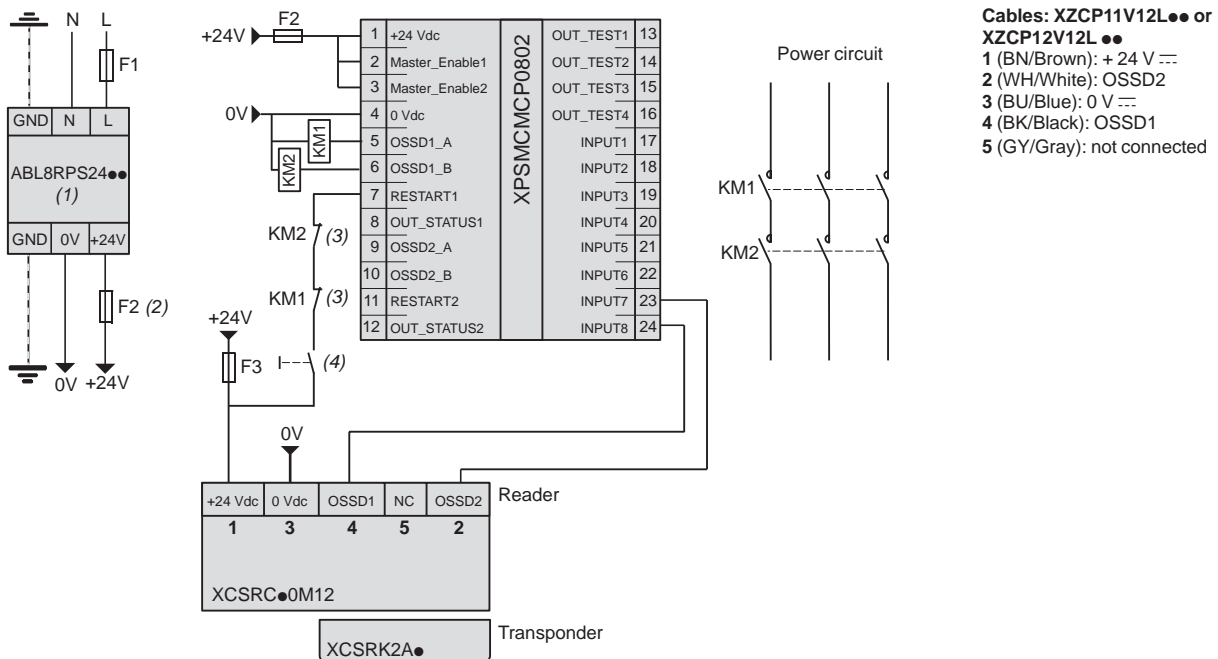 N L
F1
GND N L
ABL8RPS24●●
(1)
GND 0V +24V
F2 (2)
0V +24V
F2
+24V
0V
KM1
KM2
KM2 (3)
KM1 (3)
+24V
F3
(4)
1 +24 Vdc
2 Master_Enable1
3 Master_Enable2
4 0 Vdc
5 OSSD1_A
6 OSSD1_B
7 RESTART1
8 OUT_STATUS1
9 OSSD2_A
10 OSSD2_B
11 RESTART2
12 OUT_STATUS2
XPSMCMCP0802
OUT_TEST1 13
OUT_TEST2 14
OUT_TEST3 15
OUT_TEST4 16
INPUT1 17
INPUT2 18
INPUT3 19
INPUT4 20
INPUT5 21
INPUT6 22
INPUT7 23
INPUT8 24
0V
+24 Vdc 0 Vdc OSSD1 NC OSSD2
Reader
1 3 4 5 2
XCSRC●0M12
Transponder
XCSRK2A●
Power circuit
KM1
KM2
Cables: XZCP11V12L●● or
XZCP12V12L ●●
1 (BN/Brown): + 24 V ⎓
2 (WH/White): OSSD2
3 (BU/Blue): 0 V ⎓
4 (BK/Black): OSSD1
5 (GY/Gray): not connected